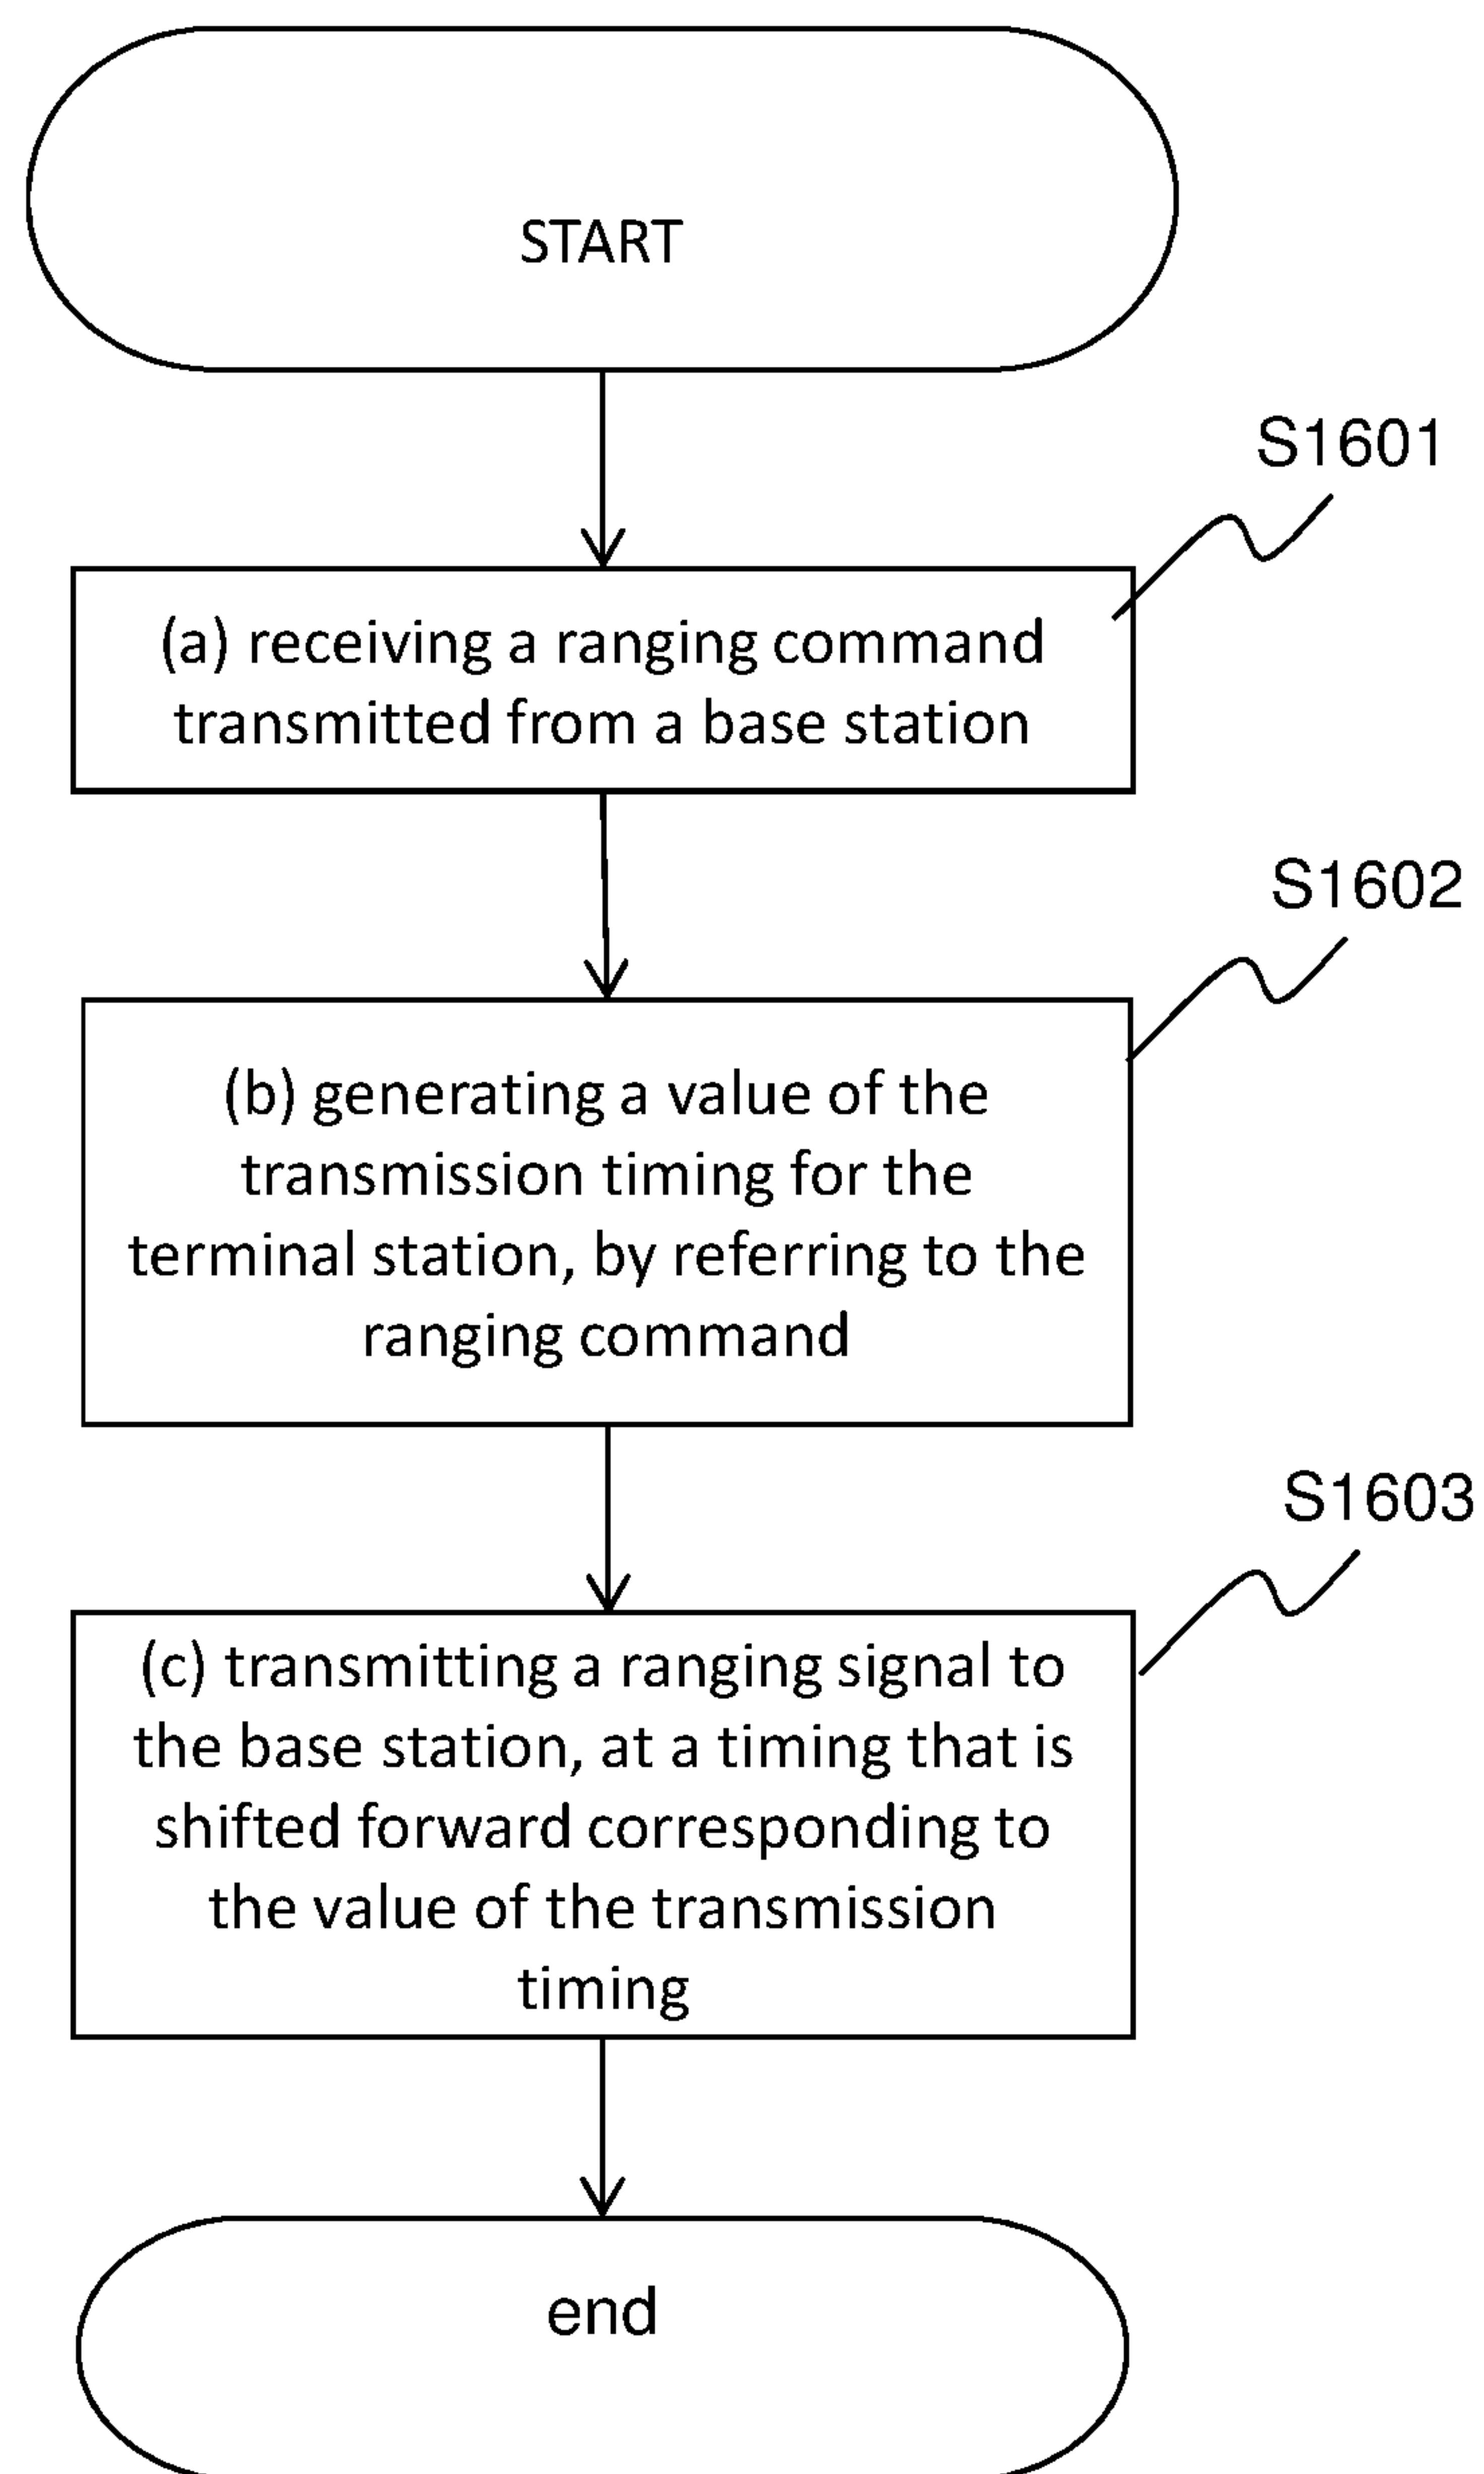 START
S1601
(a) receiving a ranging command
transmitted from a base station
S1602
(b) generating a value of the
transmission timing for the
terminal station, by referring to the
ranging command
S1603
(c) transmitting a ranging signal to
the base station, at a timing that is
shifted forward corresponding to
the value of the transmission
timing
end